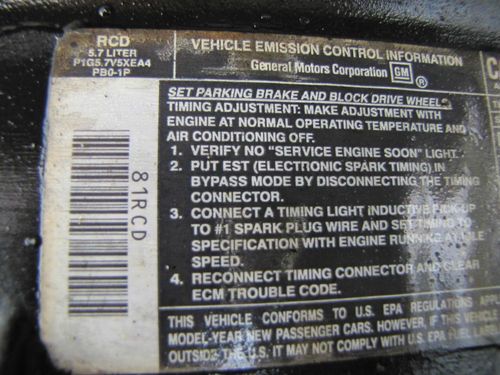 RCD
5.7 LITER
P1G5.7V5XEA4
PB0-1P
VEHICLE EMISSION CONTROL INFORMATION
General Motors Corporation GM ®
SET PARKING BRAKE AND BLOCK DRIVE WHEELS
TIMING ADJUSTMENT: MAKE ADJUSTMENT WITH
ENGINE AT NORMAL OPERATING TEMPERATURE AND
AIR CONDITIONING OFF.
1. VERIFY NO "SERVICE ENGINE SOON" LIGHT.
2. PUT EST (ELECTRONIC SPARK TIMING) IN
BYPASS MODE BY DISCONNECTING THE TIMING
CONNECTOR.
3. CONNECT A TIMING LIGHT INDUCTIVE PICK-UP
TO #1 SPARK PLUG WIRE AND SET TIMING TO
SPECIFICATION WITH ENGINE RUNNING AT IDLE
SPEED.
4. RECONNECT TIMING CONNECTOR AND CLEAR
ECM TROUBLE CODE.
81RCD
THIS VEHICLE CONFORMS TO U.S. EPA REGULATIONS
MODEL-YEAR NEW PASSENGER CARS. HOWEVER, IF THIS
OUTSIDE THE U.S. IT MAY NOT COMPLY WITH U.S. EPA FUEL